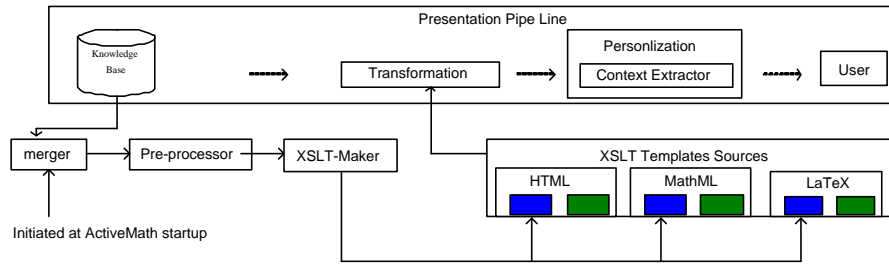 Presentation Pipe Line
Knowledge
Base
Transformation
Personlization
Context Extractor
User
merger
Pre-processor
XSLT-Maker
XSLT Templates Sources
HTML
MathML
LaTeX
Initiated at ActiveMath startup